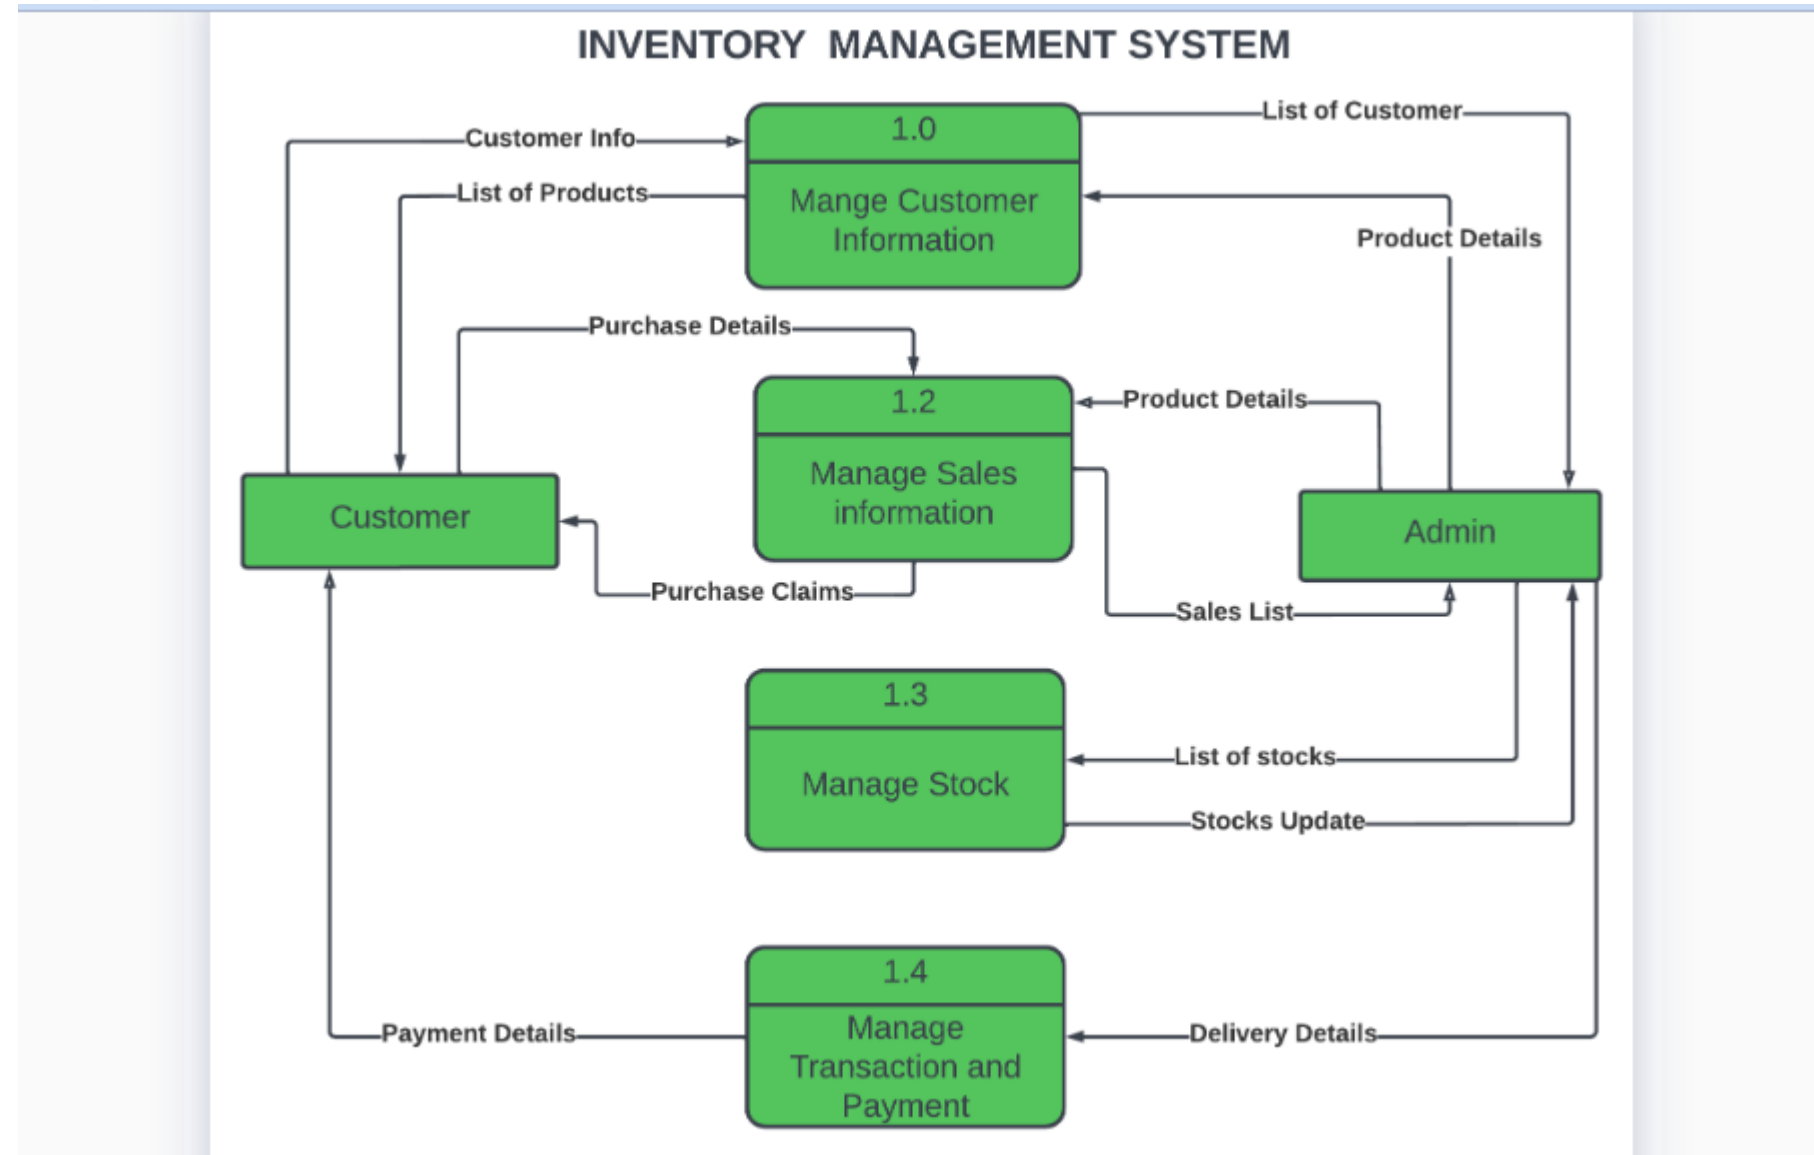 INVENTORY MANAGEMENT SYSTEM
1.0
Mange Customer
Information
Customer Info
List of Products
List of Customer
Product Details
Purchase Details
1.2
Manage Sales
information
Product Details
Customer
Admin
Purchase Claims
Sales List
1.3
Manage Stock
List of stocks
Stocks Update
1.4
Manage
Transaction and
Payment
Payment Details
Delivery Details